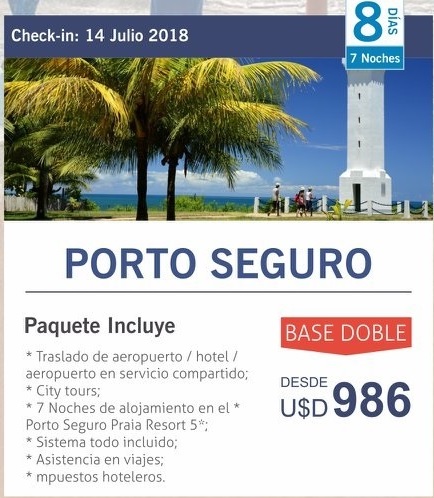 Check-in: 14 Julio 2018
8 DÍAS
7 Noches
PORTO SEGURO
Paquete Incluye
* Traslado de aeropuerto / hotel /
aeropuerto en servicio compartido;
* City tours;
* 7 Noches de alojamiento en el *
Porto Seguro Praia Resort 5*;
* Sistema todo incluido;
* Asistencia en viajes;
* mpuestos hoteleros.
BASE DOBLE
DESDE
U$D 986